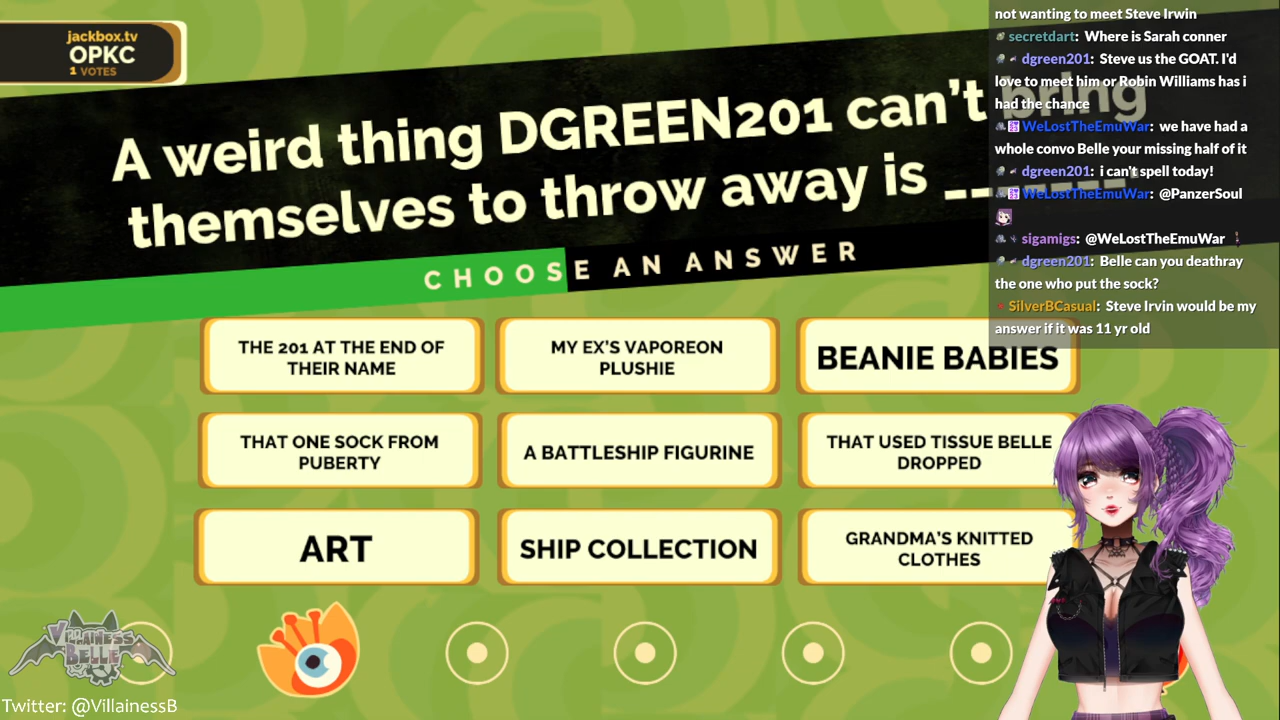 jackbox.tv
OPKC
1 VOTES
A weird thing DGREEN201 can't bring
themselves to throw away is ______
CHOOSE AN ANSWER
THE 201 AT THE END OF
THEIR NAME
MY EX'S VAPOREON
PLUSHIE
BEANIE BABIES
THAT ONE SOCK FROM
PUBERTY
A BATTLESHIP FIGURINE
THAT USED TISSUE BELLE
DROPPED
ART
SHIP COLLECTION
GRANDMA'S KNITTED
CLOTHES
not wanting to meet Steve Irwin
secretdart: Where is Sarah conner
dgreen201: Steve us the GOAT. I'd
love to meet him or Robin Williams has i
had the chance
WeLostTheEmuWar: we have had a
whole convo Belle your missing half of it
dgreen201: i can't spell today!
WeLostTheEmuWar: @PanzerSoul
sigamigs: @WeLostTheEmuWar
dgreen201: Belle can you deathray
the one who put the sock?
SilverBCasual: Steve Irvin would be my
answer if it was 11 yr old
VILLAINESS
BELLE
Twitter: @VillainessB